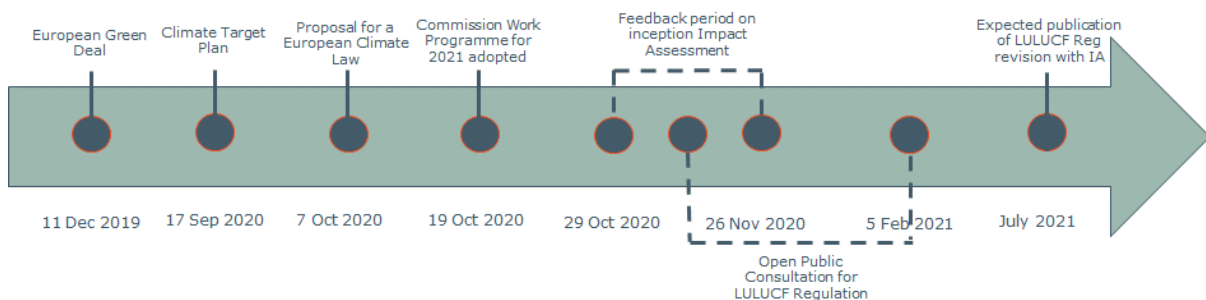 European Green
Deal
Climate Target
Plan
Proposal for a
European Climate
Law
Commission Work
Programme for
2021 adopted
Feedback period on
inception Impact
Assessment
Expected publication
of LULUCF Reg
revision with IA
11 Dec 2019
17 Sep 2020
7 Oct 2020
19 Oct 2020
29 Oct 2020
26 Nov 2020
5 Feb 2021
July 2021
Open Public
Consultation for
LULUCF Regulation